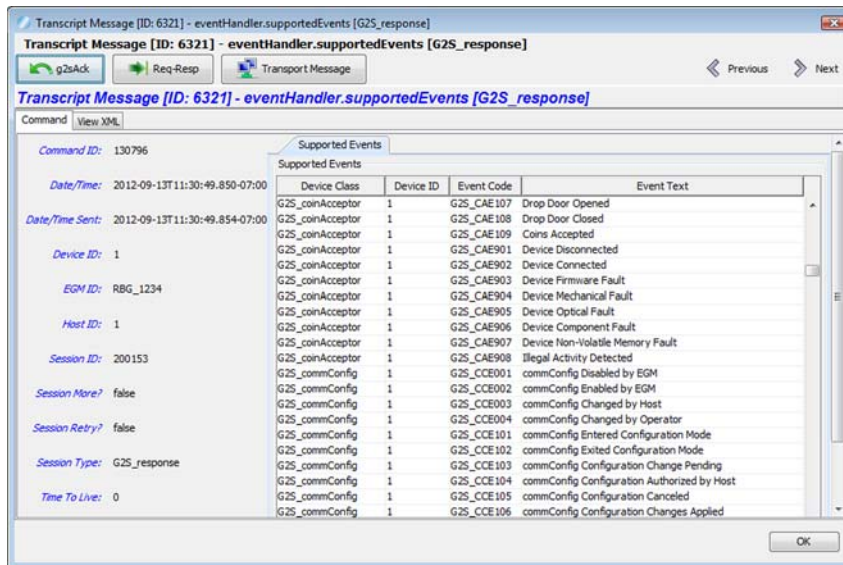 Transcript Message [ID: 6321] - eventHandler.supportedEvents [G2S_response]
Transcript Message [ID: 6321] - eventHandler.supportedEvents [G2S_response]
g2sAck Req-Resp Transport Message Previous Next
Transcript Message [ID: 6321] - eventHandler.supportedEvents [G2S_response]
Command View XML
Command ID: 130796
Date/Time: 2012-09-13T11:30:49.850-07:00
Date/Time Sent: 2012-09-13T11:30:49.854-07:00
Device ID: 1
EGM ID: RBG_1234
Host ID: 1
Session ID: 200153
Session More? false
Session Retry? false
Session Type: G2S_response
Time To Live: 0
Supported Events
Supported Events
Device Class Device ID Event Code Event Text
G2S_coinAcceptor 1 G2S_CAE107 Drop Door Opened
G2S_coinAcceptor 1 G2S_CAE108 Drop Door Closed
G2S_coinAcceptor 1 G2S_CAE109 Coins Accepted
G2S_coinAcceptor 1 G2S_CAE901 Device Disconnected
G2S_coinAcceptor 1 G2S_CAE902 Device Connected
G2S_coinAcceptor 1 G2S_CAE903 Device Firmware Fault
G2S_coinAcceptor 1 G2S_CAE904 Device Mechanical Fault
G2S_coinAcceptor 1 G2S_CAE905 Device Optical Fault
G2S_coinAcceptor 1 G2S_CAE906 Device Component Fault
G2S_coinAcceptor 1 G2S_CAE907 Device Non-Volatile Memory Fault
G2S_coinAcceptor 1 G2S_CAE908 Illegal Activity Detected
G2S_commConfig 1 G2S_CCE001 commConfig Disabled by EGM
G2S_commConfig 1 G2S_CCE002 commConfig Enabled by EGM
G2S_commConfig 1 G2S_CCE003 commConfig Changed by Host
G2S_commConfig 1 G2S_CCE004 commConfig Changed by Operator
G2S_commConfig 1 G2S_CCE101 commConfig Entered Configuration Mode
G2S_commConfig 1 G2S_CCE102 commConfig Exited Configuration Mode
G2S_commConfig 1 G2S_CCE103 commConfig Configuration Change Pending
G2S_commConfig 1 G2S_CCE104 commConfig Configuration Authorized by Host
G2S_commConfig 1 G2S_CCE105 commConfig Configuration Canceled
G2S_commConfig 1 G2S_CCE106 commConfig Configuration Changes Applied
OK